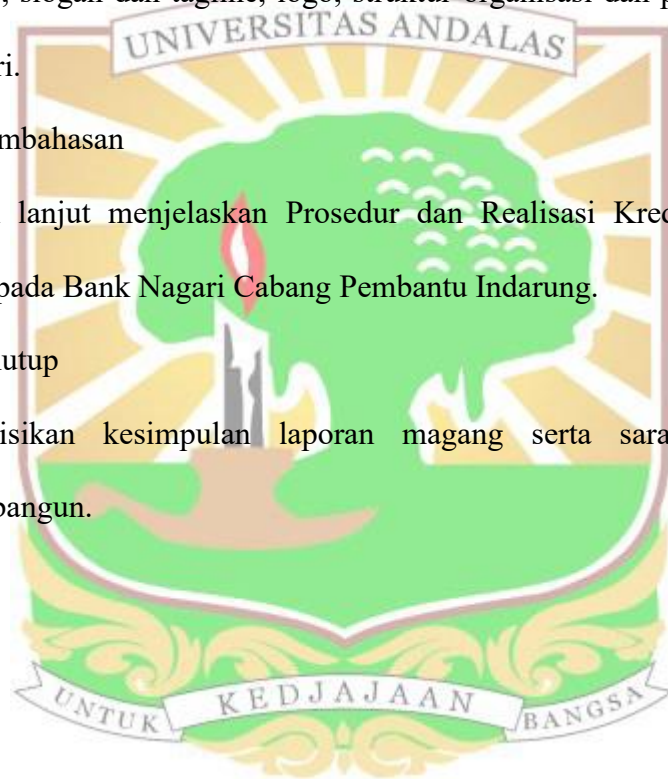 slogan dan tagline, logo, struktur organisasi dan p
UNIVERSITAS ANDALAS
ri.
mbahasan
lanjut menjelaskan Prosedur dan Realisasi Kred
pada Bank Nagari Cabang Pembantu Indarung.
utup
isikan kesimpulan laporan magang serta sara
bangun.
UNTUK KEDJAJAAN BANGSA